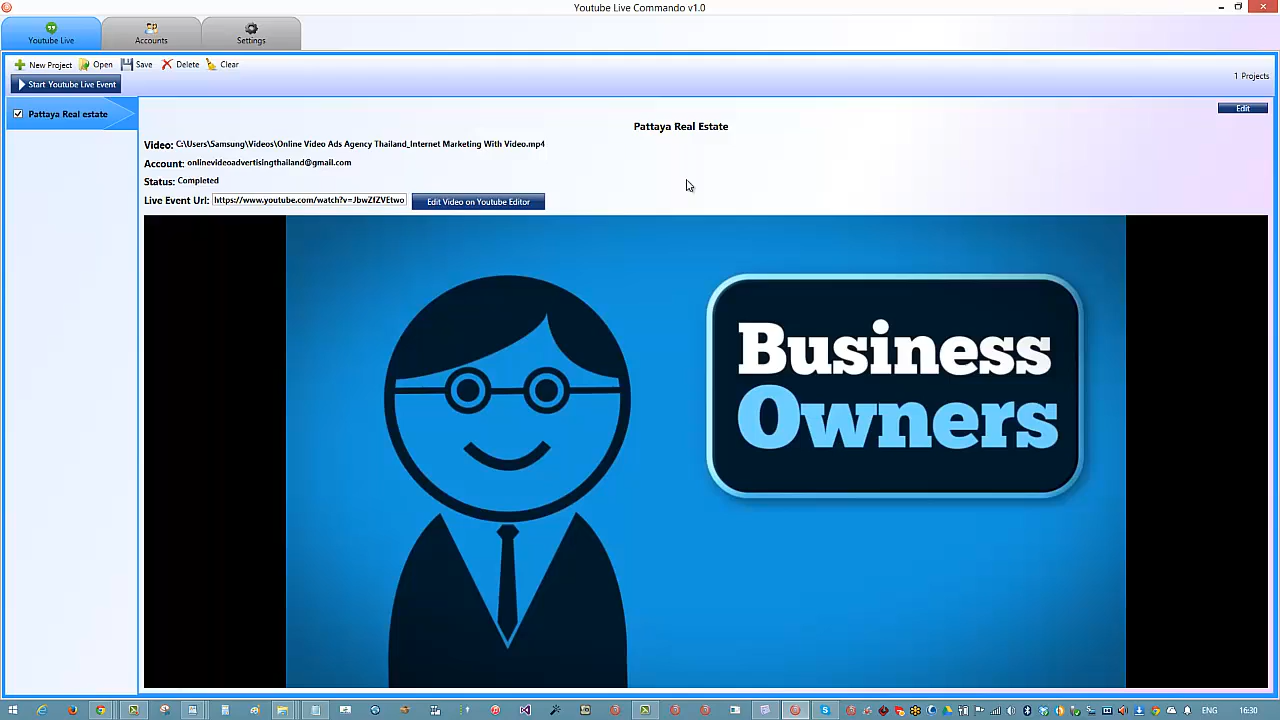 Youtube Live Commando v1.0
Youtube Live
Accounts
Settings
New Project
Open
Save
Delete
Clear
Start Youtube Live Event
1 Projects
Pattaya Real estate
Edit
Pattaya Real Estate
Video: C:\Users\Samsung\Videos\Online Video Ads Agency Thailand_Internet Marketing With Video.mp4
Account: onlinevideoadvertisingthailand@gmail.com
Status: Completed
Live Event Url: https://www.youtube.com/watch?v=JbwZfZVEtwo
Edit Video on Youtube Editor
Business
Owners
ENG
16:30